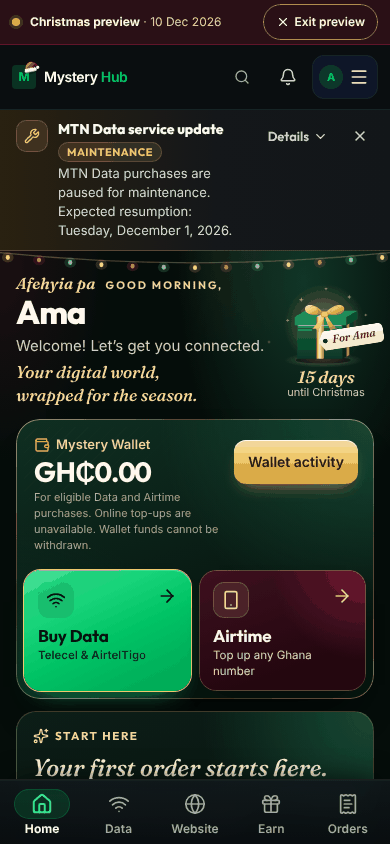 Christmas preview · 10 Dec 2026
Exit preview
M
Mystery Hub
A
MTN Data service update
Details
MAINTENANCE
MTN Data purchases are
paused for maintenance.
Expected resumption:
Tuesday, December 1, 2026.
Afehyia pa GOOD MORNING,
Ama
Welcome! Let's get you connected.
For Ama
Your digital world,
wrapped for the season.
15 days
until Christmas
Mystery Wallet
GH₵0.00
Wallet activity
For eligible Data and Airtime
purchases. Online top-ups are
unavailable. Wallet funds cannot be
withdrawn.
Buy Data
Telecel & AirtelTigo
Airtime
Top up any Ghana
number
START HERE
Your first order starts here.
Home
Data
Website
Earn
Orders